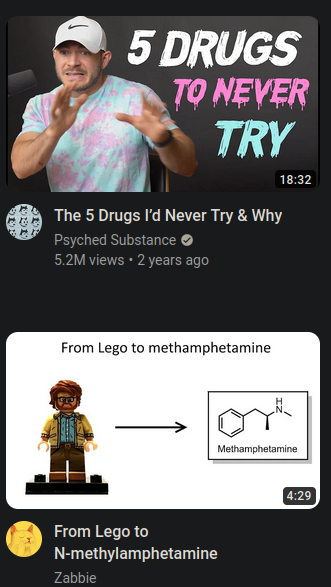 5 DRUGS
TO NEVER
TRY
18:32
The 5 Drugs I’d Never Try & Why
Psyched Substance
5.2M views • 2 years ago
From Lego to methamphetamine
H
N
Methamphetamine
4:29
From Lego to
N-methylamphetamine
Zabbie